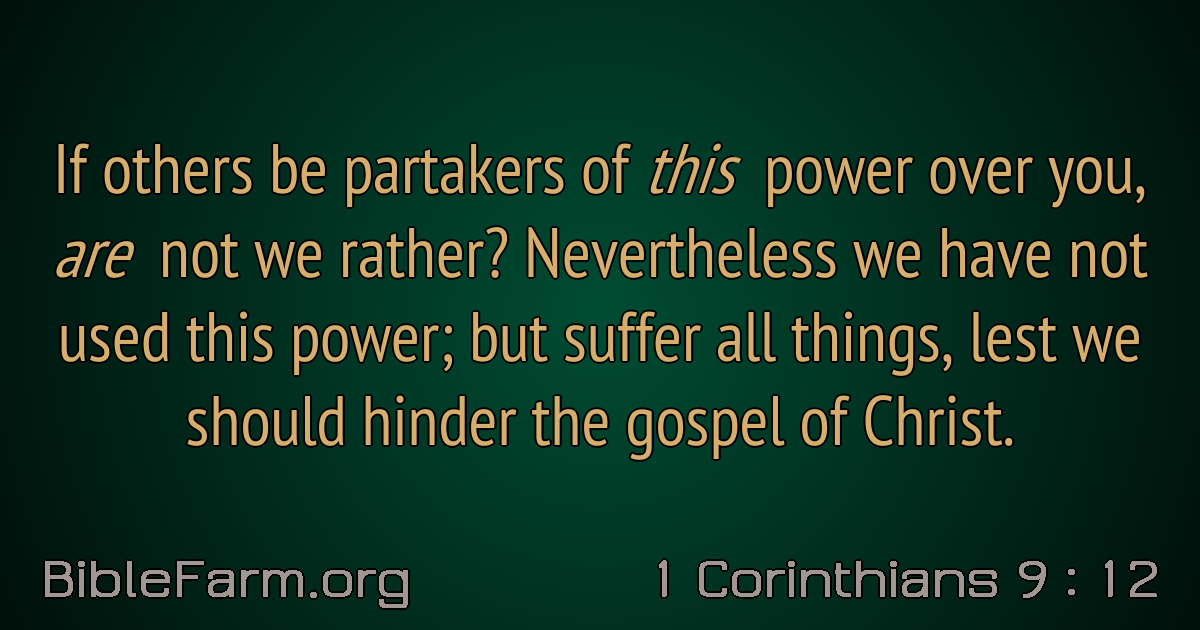 If others be partakers of this power over you,
are not we rather? Nevertheless we have not
used this power; but suffer all things, lest we
should hinder the gospel of Christ.
BibleFarm.org
1 Corinthians 9 : 12